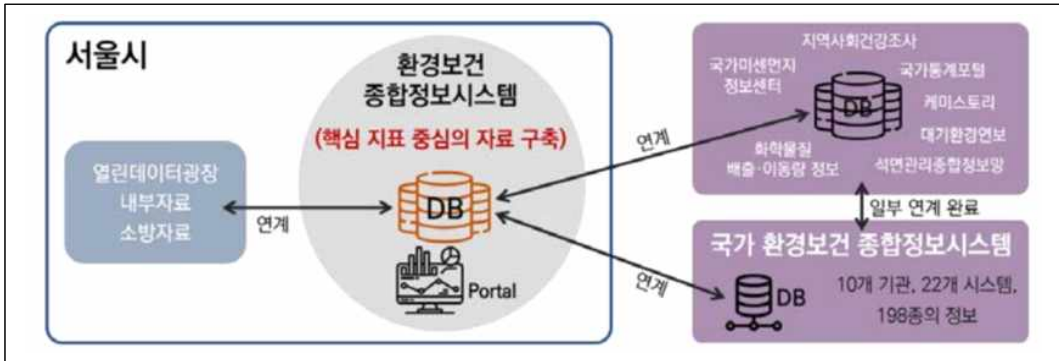 서울시
환경보건
종합정보시스템
(핵심 지표 중심의 자료 구축)
열린데이터광장
내부자료
소방자료
연계
DB
Portal
연계
연계
지역사회건강조사
국가미센먼지
정보센터
국가통계포털
DB
케미스토리
대기환경연보
화학물질
배출·이동량 정보
석면관리종합정보망
일부 연계 완료
국가 환경보건 종합정보시스템
DB
10개 기관, 22개 시스템,
198종의 정보